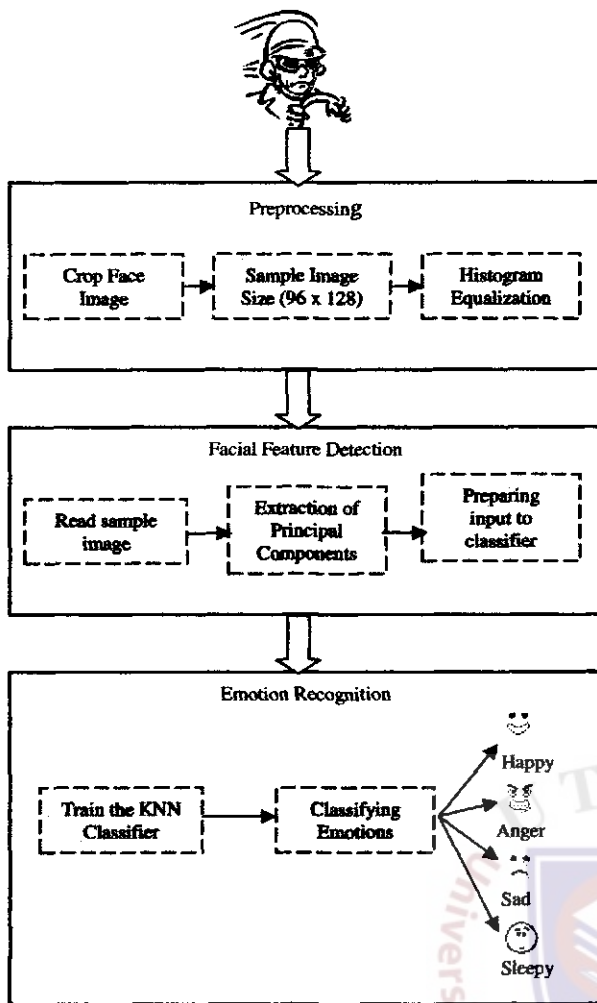 Preprocessing
Crop Face
Image
Sample Image
Size (96 x 128)
Histogram
Equalization
Facial Feature Detection
Read sample
image
Extraction of
Principal
Components
Preparing
input to
classifier
Emotion Recognition
Train the KNN
Classifier
Classifying
Emotions
Happy
Anger
Sad
Sleepy
U T
Univers